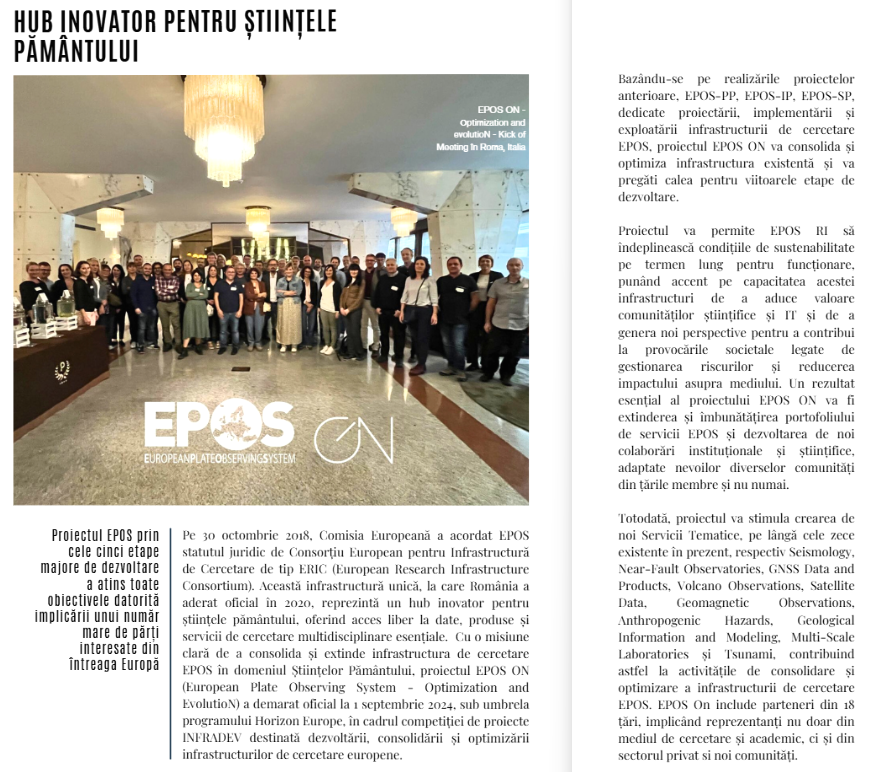 HUB INOVATOR PENTRU ȘTIINȚELE
PĂMÂNTULUI
EPOS ON -
Optimization and
evolutioN - Kick of
Meeting în Roma, Italia
EPOS ON
EUROPEANPLATEOBSERVINGSYSTEM
Proiectul EPOS prin
cele cinci etape
majore de dezvoltare
a atins toate
obiectivele datorită
implicării unui număr
mare de părți
interesate din
întreaga Europă
Pe 30 octombrie 2018, Comisia Europeană a acordat EPOS
statutul juridic de Consorțiu European pentru Infrastructură
de Cercetare de tip ERIC (European Research Infrastructure
Consortium). Această infrastructură unică, la care România a
aderat oficial în 2020, reprezintă un hub inovator pentru
științele pământului, oferind acces liber la date, produse și
servicii de cercetare multidisciplinare esențiale. Cu o misiune
clară de a consolida și extinde infrastructura de cercetare
EPOS în domeniul Științelor Pământului, proiectul EPOS ON
(European Plate Observing System - Optimization and
EvolutioN) a demarat oficial la 1 septembrie 2024, sub umbrela
programului Horizon Europe, în cadrul competiției de proiecte
INFRADEV destinată dezvoltării, consolidării și optimizării
infrastructurilor de cercetare europene.
Bazându-se pe realizările proiectelor
anterioare, EPOS-PP, EPOS-IP, EPOS-SP,
dedicate proiectării, implementării și
exploatării infrastructurii de cercetare
EPOS, proiectul EPOS ON va consolida și
optimiza infrastructura existentă și va
pregăti calea pentru viitoarele etape de
dezvoltare.
Proiectul va permite EPOS RI să
îndeplinească condițiile de sustenabilitate
pe termen lung pentru funcționare,
punând accent pe capacitatea acestei
infrastructuri de a aduce valoare
comunităților științifice și IT și de a
genera noi perspective pentru a contribui
la provocările societale legate de
gestionarea riscurilor și reducerea
impactului asupra mediului. Un rezultat
esențial al proiectului EPOS ON va fi
extinderea și îmbunătățirea portofoliului
de servicii EPOS și dezvoltarea de noi
colaborări instituționale și științifice,
adaptate nevoilor diverselor comunități
din țările membre și nu numai.
Totodată, proiectul va stimula crearea de
noi Servicii Tematice, pe lângă cele zece
existente în prezent, respectiv Seismology,
Near-Fault Observatories, GNSS Data and
Products, Volcano Observations, Satellite
Data, Geomagnetic Observations,
Anthropogenic Hazards, Geological
Information and Modeling, Multi-Scale
Laboratories și Tsunami, contribuind
astfel la activitățile de consolidare și
optimizare a infrastructurii de cercetare
EPOS. EPOS On include parteneri din 18
țări, implicând reprezentanți nu doar din
mediul de cercetare și academic, ci și din
sectorul privat si noi comunități.